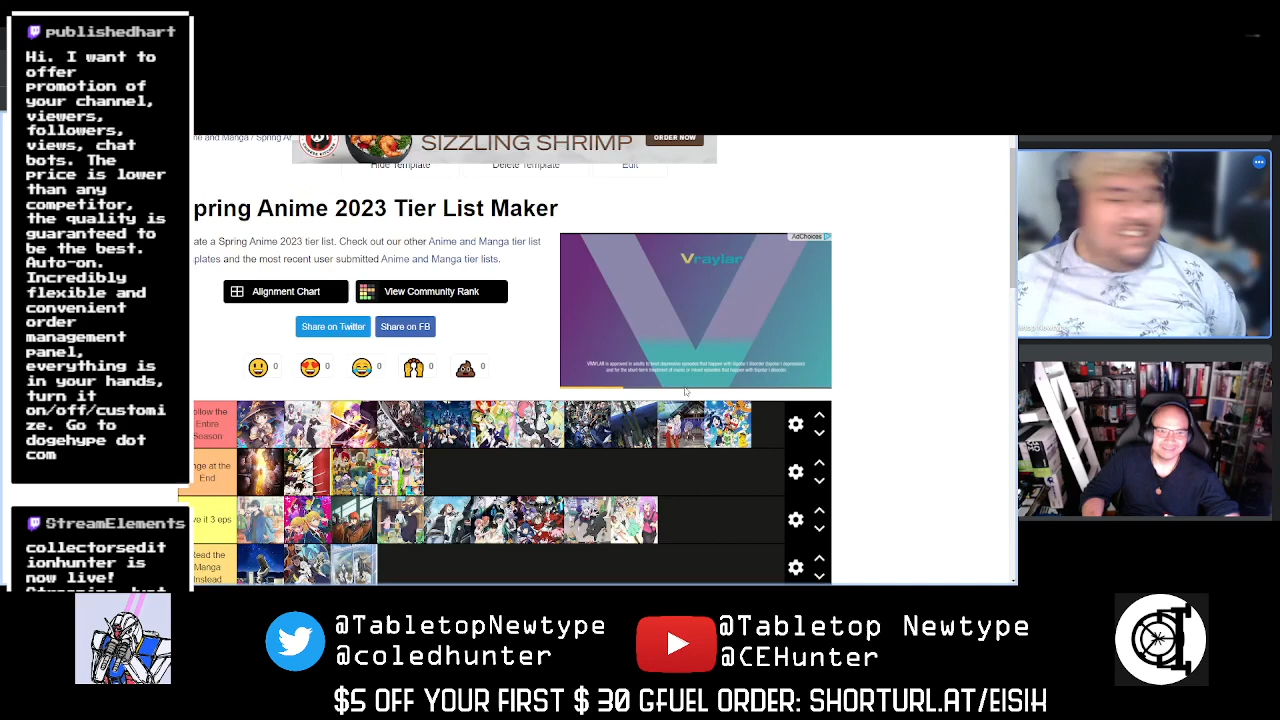 publishedhart
Hi. I want to
offer
promotion of
your channel,
viewers,
followers,
views, chat
bots. The
price is lower
than any
competitor,
the quality is
guaranteed to
be the best.
Auto-on.
Incredibly
flexible and
convenient
order
management
panel,
everything is
in your hands,
turn it
on/off/customi
ze. Go to
dogehype dot
com
StreamElements
collectorsedit
ionhunter is
now live!
SIZZLING SHRIMP
ORDER NOW
Hide Template
Delete Template
Edit
pring Anime 2023 Tier List Maker
ate a Spring Anime 2023 tier list. Check out our other Anime and Manga tier list
plates and the most recent user submitted Anime and Manga tier lists.
Alignment Chart
View Community Rank
Share on Twitter
Share on FB
0
0
0
0
0
AdChoices
Vraylar
ollow the
Entire
Season
nge at the
End
ve it 3 eps
Read the
Manga
Instead
@TabletopNewtype
@coledhunter
@Tabletop Newtype
@CEHunter
$5 OFF YOUR FIRST $ 30 GFUEL ORDER: SHORTURL.AT/EISIH